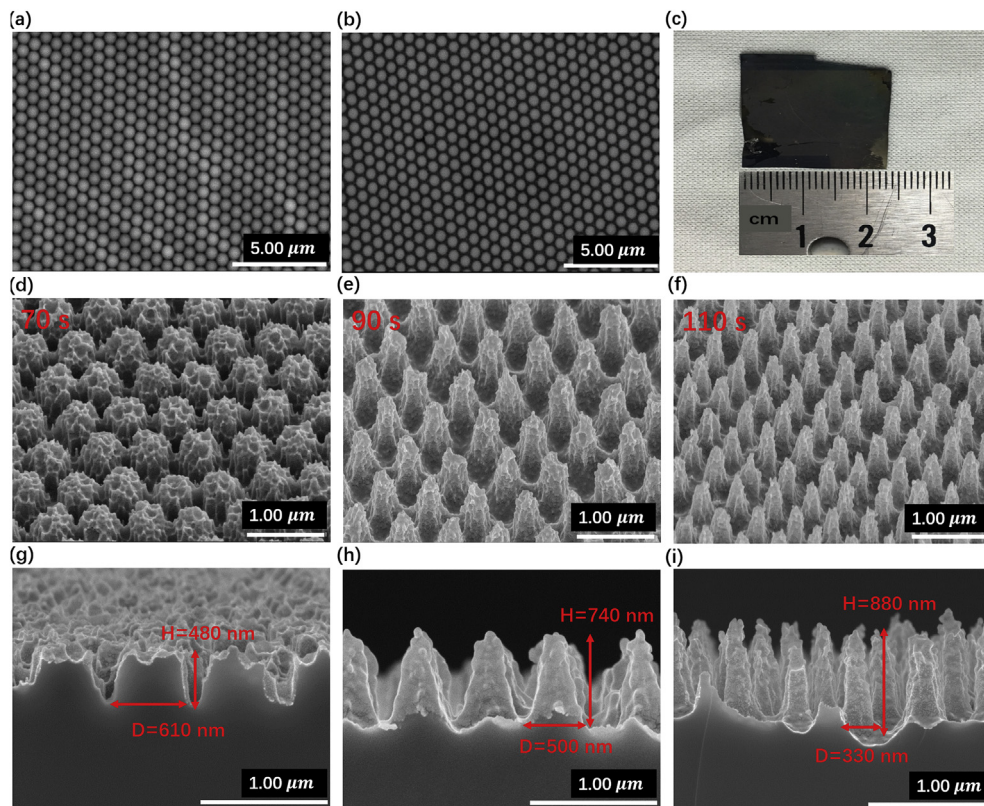 (a)
(b)
(c)
5.00 μm
5.00 μm
cm
1
2
3
(d)
(e)
(f)
70 s
90 s
110 s
1.00 μm
1.00 μm
1.00 μm
(g)
(h)
(i)
H=480 nm
D=610 nm
1.00 μm
H=740 nm
D=500 nm
1.00 μm
H=880 nm
D=330 nm
1.00 μm